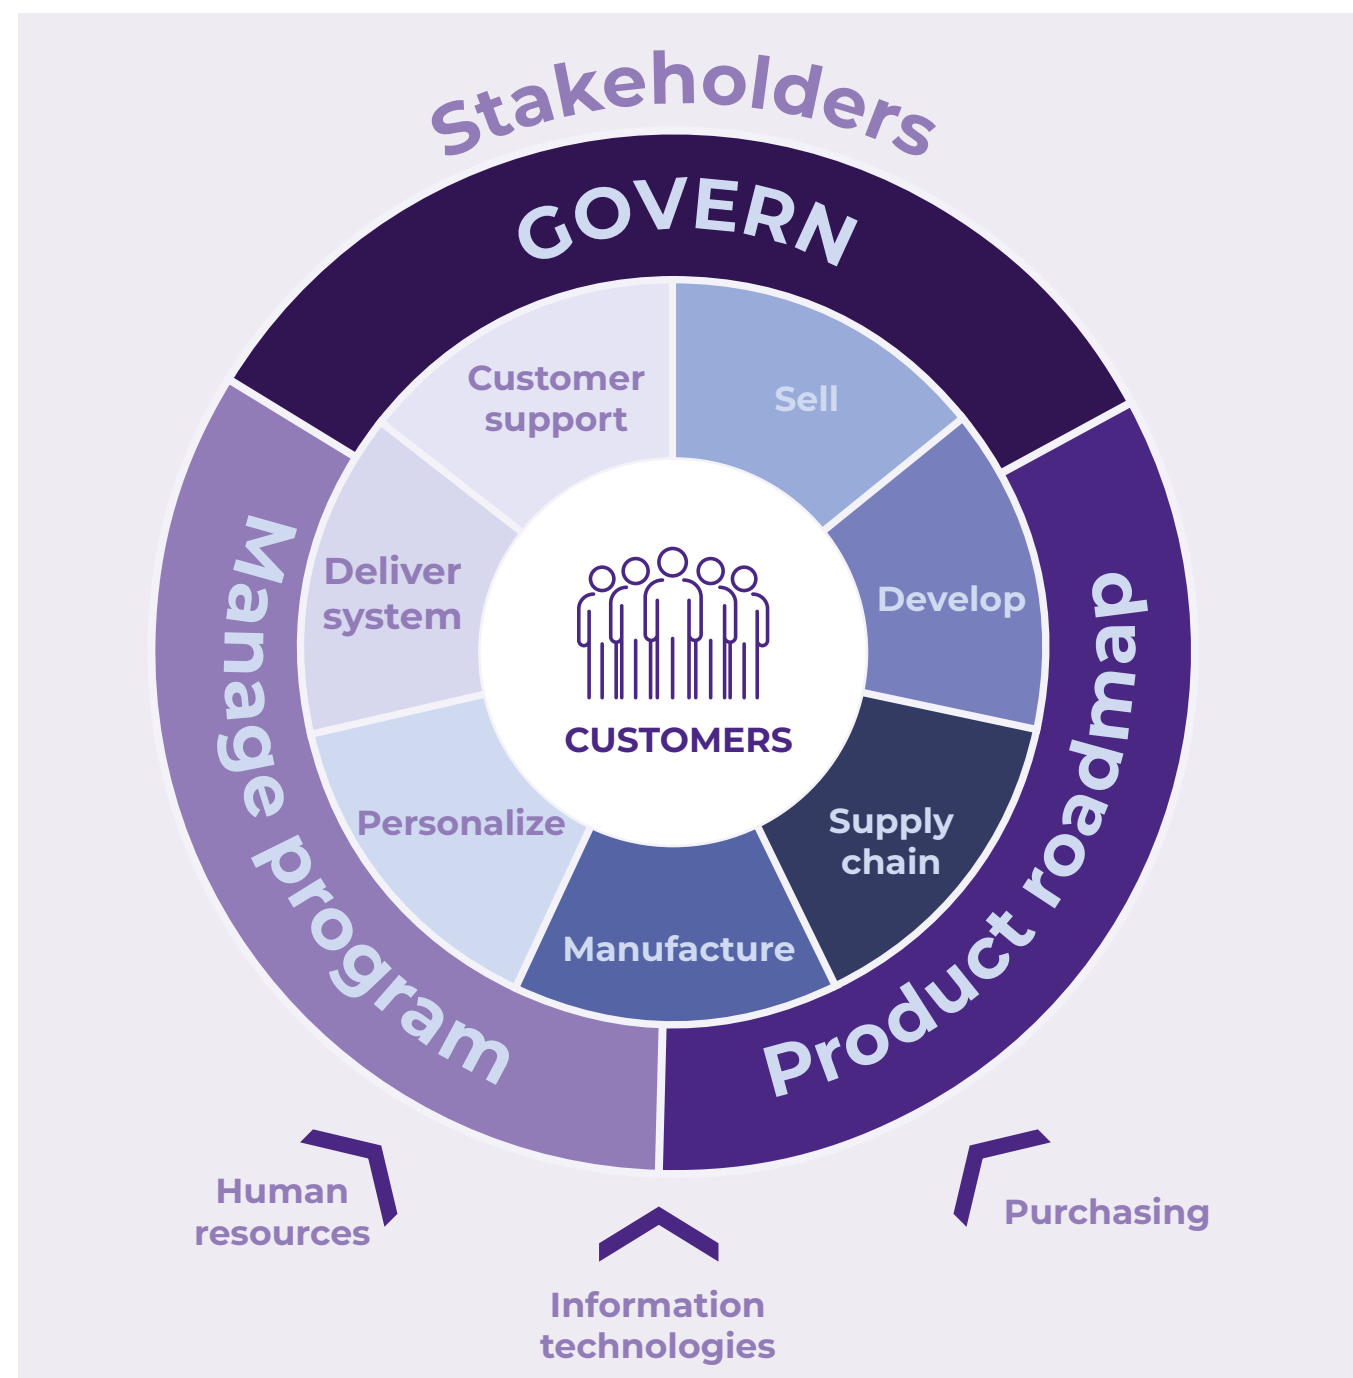 Stakeholders
GOVERN
Customer
support
Sell
Deliver
system
Develop
Manage program
Product roadmap
CUSTOMERS
Personalize
Supply
chain
Manufacture
Human
resources
Purchasing
Information
technologies